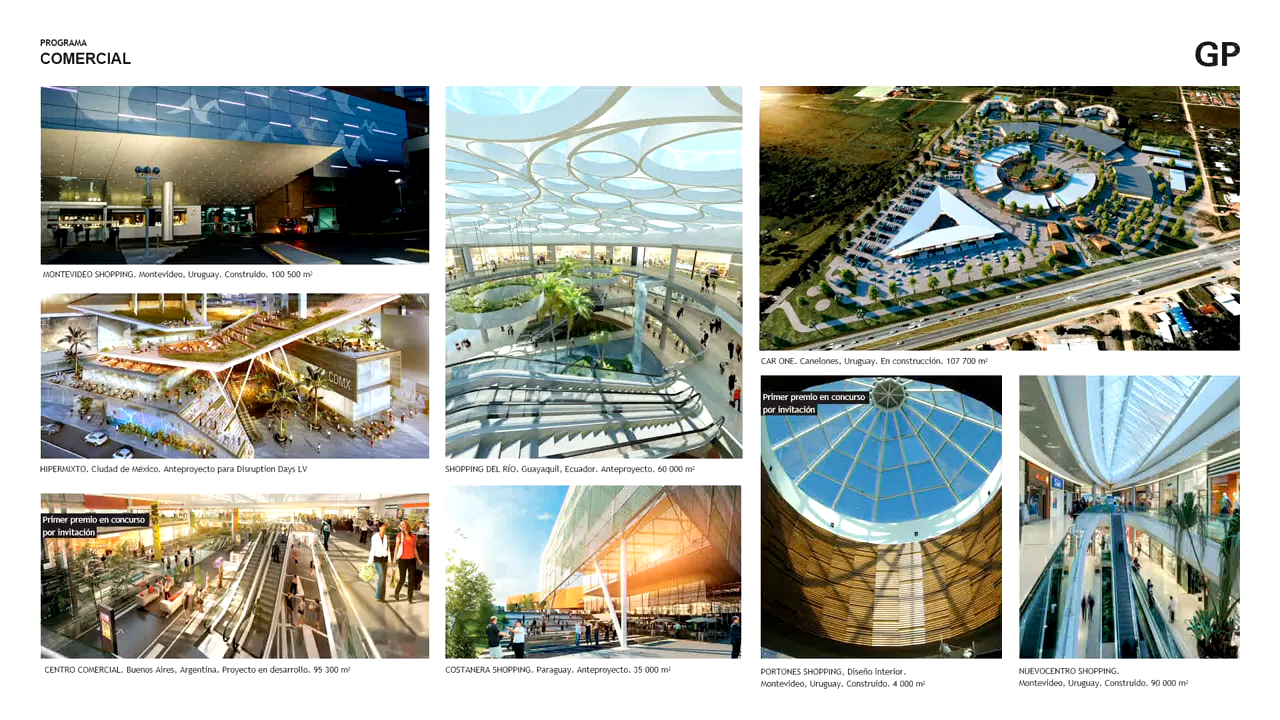 PROGRAMA
COMERCIAL
GP
MONTEVIDEO SHOPPING. Montevideo, Uruguay. Construido. 100 500 m²
CDMX
HIPERMIXTO. Ciudad de México. Anteproyecto para Disruption Days LV
Primer premio en concurso
por invitación
CENTRO COMERCIAL. Buenos Aires, Argentina. Proyecto en desarrollo. 95 300 m²
SHOPPING DEL RÍO. Guayaquil, Ecuador. Anteproyecto. 60 000 m²
COSTANERA SHOPPING. Paraguay. Anteproyecto. 35 000 m²
CAR ONE. Canelones, Uruguay. En construcción. 107 700 m²
Primer premio en concurso
por invitación
PORTONES SHOPPING, Diseño interior.
Montevideo, Uruguay. Construido. 4 000 m²
NUEVOCENTRO SHOPPING.
Montevideo, Uruguay. Construido. 90 000 m²